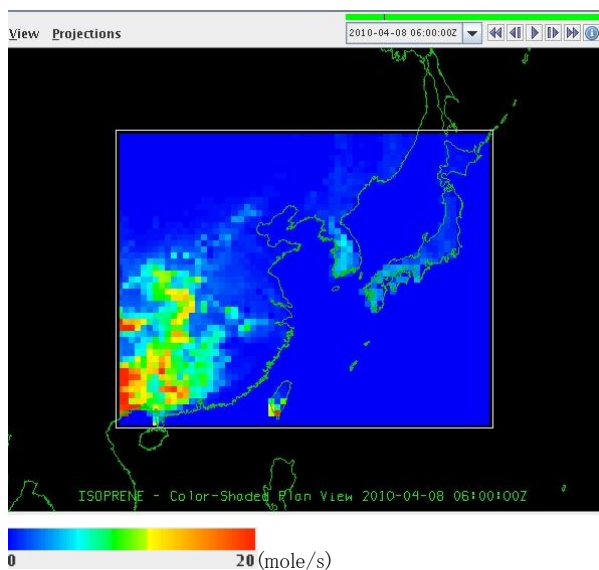 View Projections
2010-04-08 06:00:00Z
ISOPRENE - Color-Shaded Plan View 2010-04-08 06:00:00Z
0 20 (mole/s)